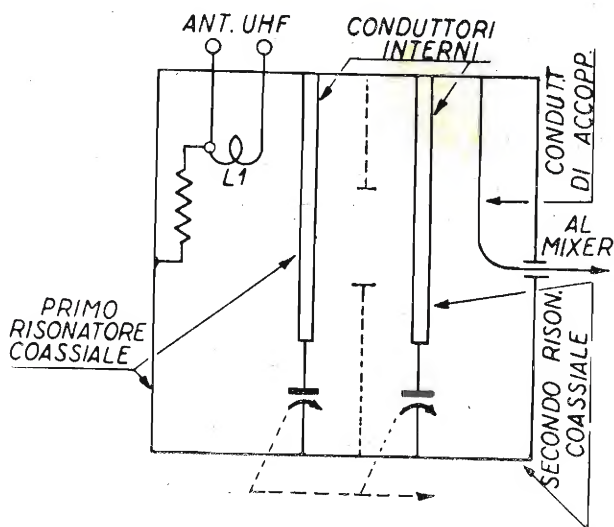 ANT. UHF
CONDUTTORI
INTERNI
L1
CONDUTT.
DI ACCOPP.
AL
MIXER
PRIMO
RISONATORE
COASSIALE
SECONDO RISON.
COASSIALE